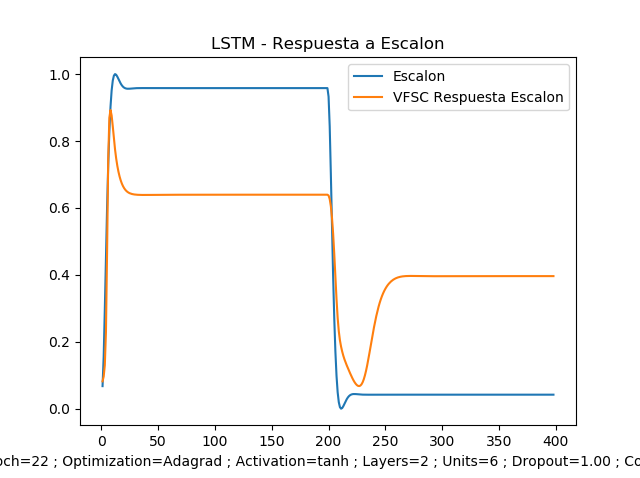 LSTM - Respuesta a Escalon
Escalon
VFSC Respuesta Escalon
1.0
0.8
0.6
0.4
0.2
0.0
0 50 100 150 200 250 300 350 400
och=22 ; Optimization=Adagrad ; Activation=tanh ; Layers=2 ; Units=6 ; Dropout=1.00 ; Co